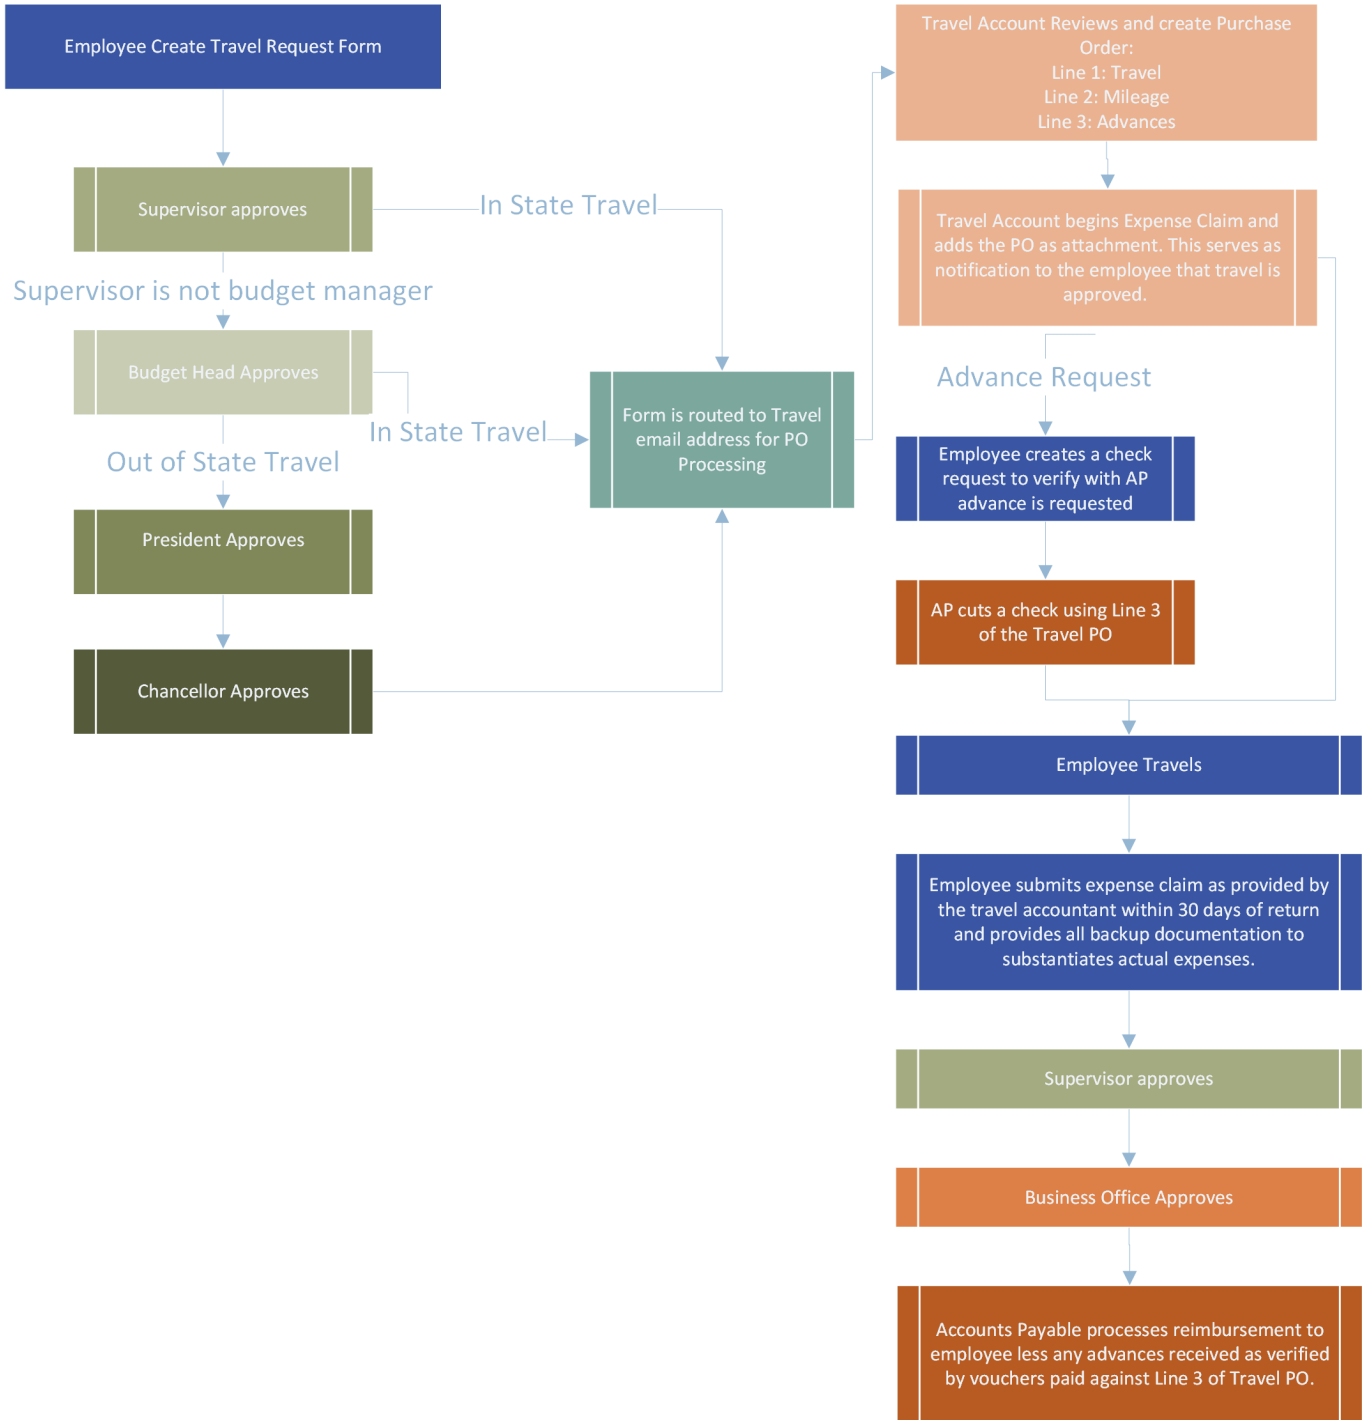 Employee Create Travel Request Form
Supervisor approves
In State Travel
Supervisor is not budget manager
Budget Head Approves
In State Travel
Out of State Travel
President Approves
Chancellor Approves
Form is routed to Travel
email address for PO
Processing
Travel Account Reviews and create Purchase
Order:
Line 1: Travel
Line 2: Mileage
Line 3: Advances
Travel Account begins Expense Claim and
adds the PO as attachment. This serves as
notification to the employee that travel is
approved.
Advance Request
Employee creates a check
request to verify with AP
advance is requested
AP cuts a check using Line 3
of the Travel PO
Employee Travels
Employee submits expense claim as provided by
the travel accountant within 30 days of return
and provides all backup documentation to
substantiates actual expenses.
Supervisor approves
Business Office Approves
Accounts Payable processes reimbursement to
employee less any advances received as verified
by vouchers paid against Line 3 of Travel PO.